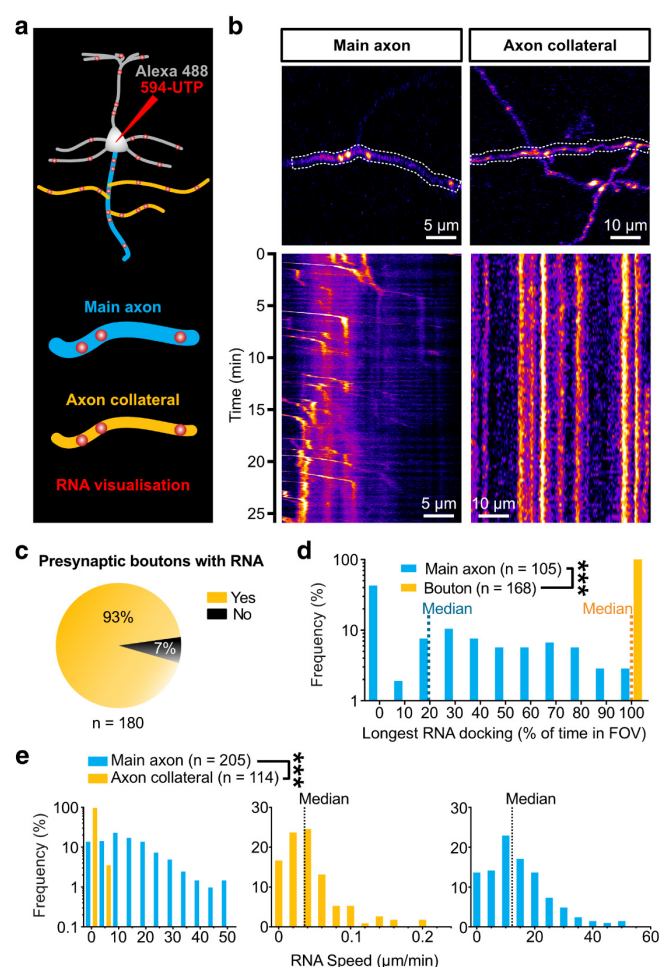 a
Alexa 488
594-UTP
Main axon
Axon collateral
RNA visualisation
b
Main axon
Axon collateral
5 µm
10 µm
0
5
10
15
20
25
Time (min)
5 µm
10 µm
c
Presynaptic boutons with RNA
93%
7%
Yes
No
n = 180
d
100
10
1
Frequency (%)
Main axon (n = 105)
Bouton (n = 168)
***
Median
Median
0 10 20 30 40 50 60 70 80 90 100
Longest RNA docking (% of time in FOV)
e
Main axon (n = 205)
Axon collateral (n = 114)
***
Frequency (%)
100
10
1
0.1
0 10 20 30 40 50
Median
30
20
10
0
0 0.1 0.2
Median
30
20
10
0
0 20 40 60
RNA Speed (µm/min)